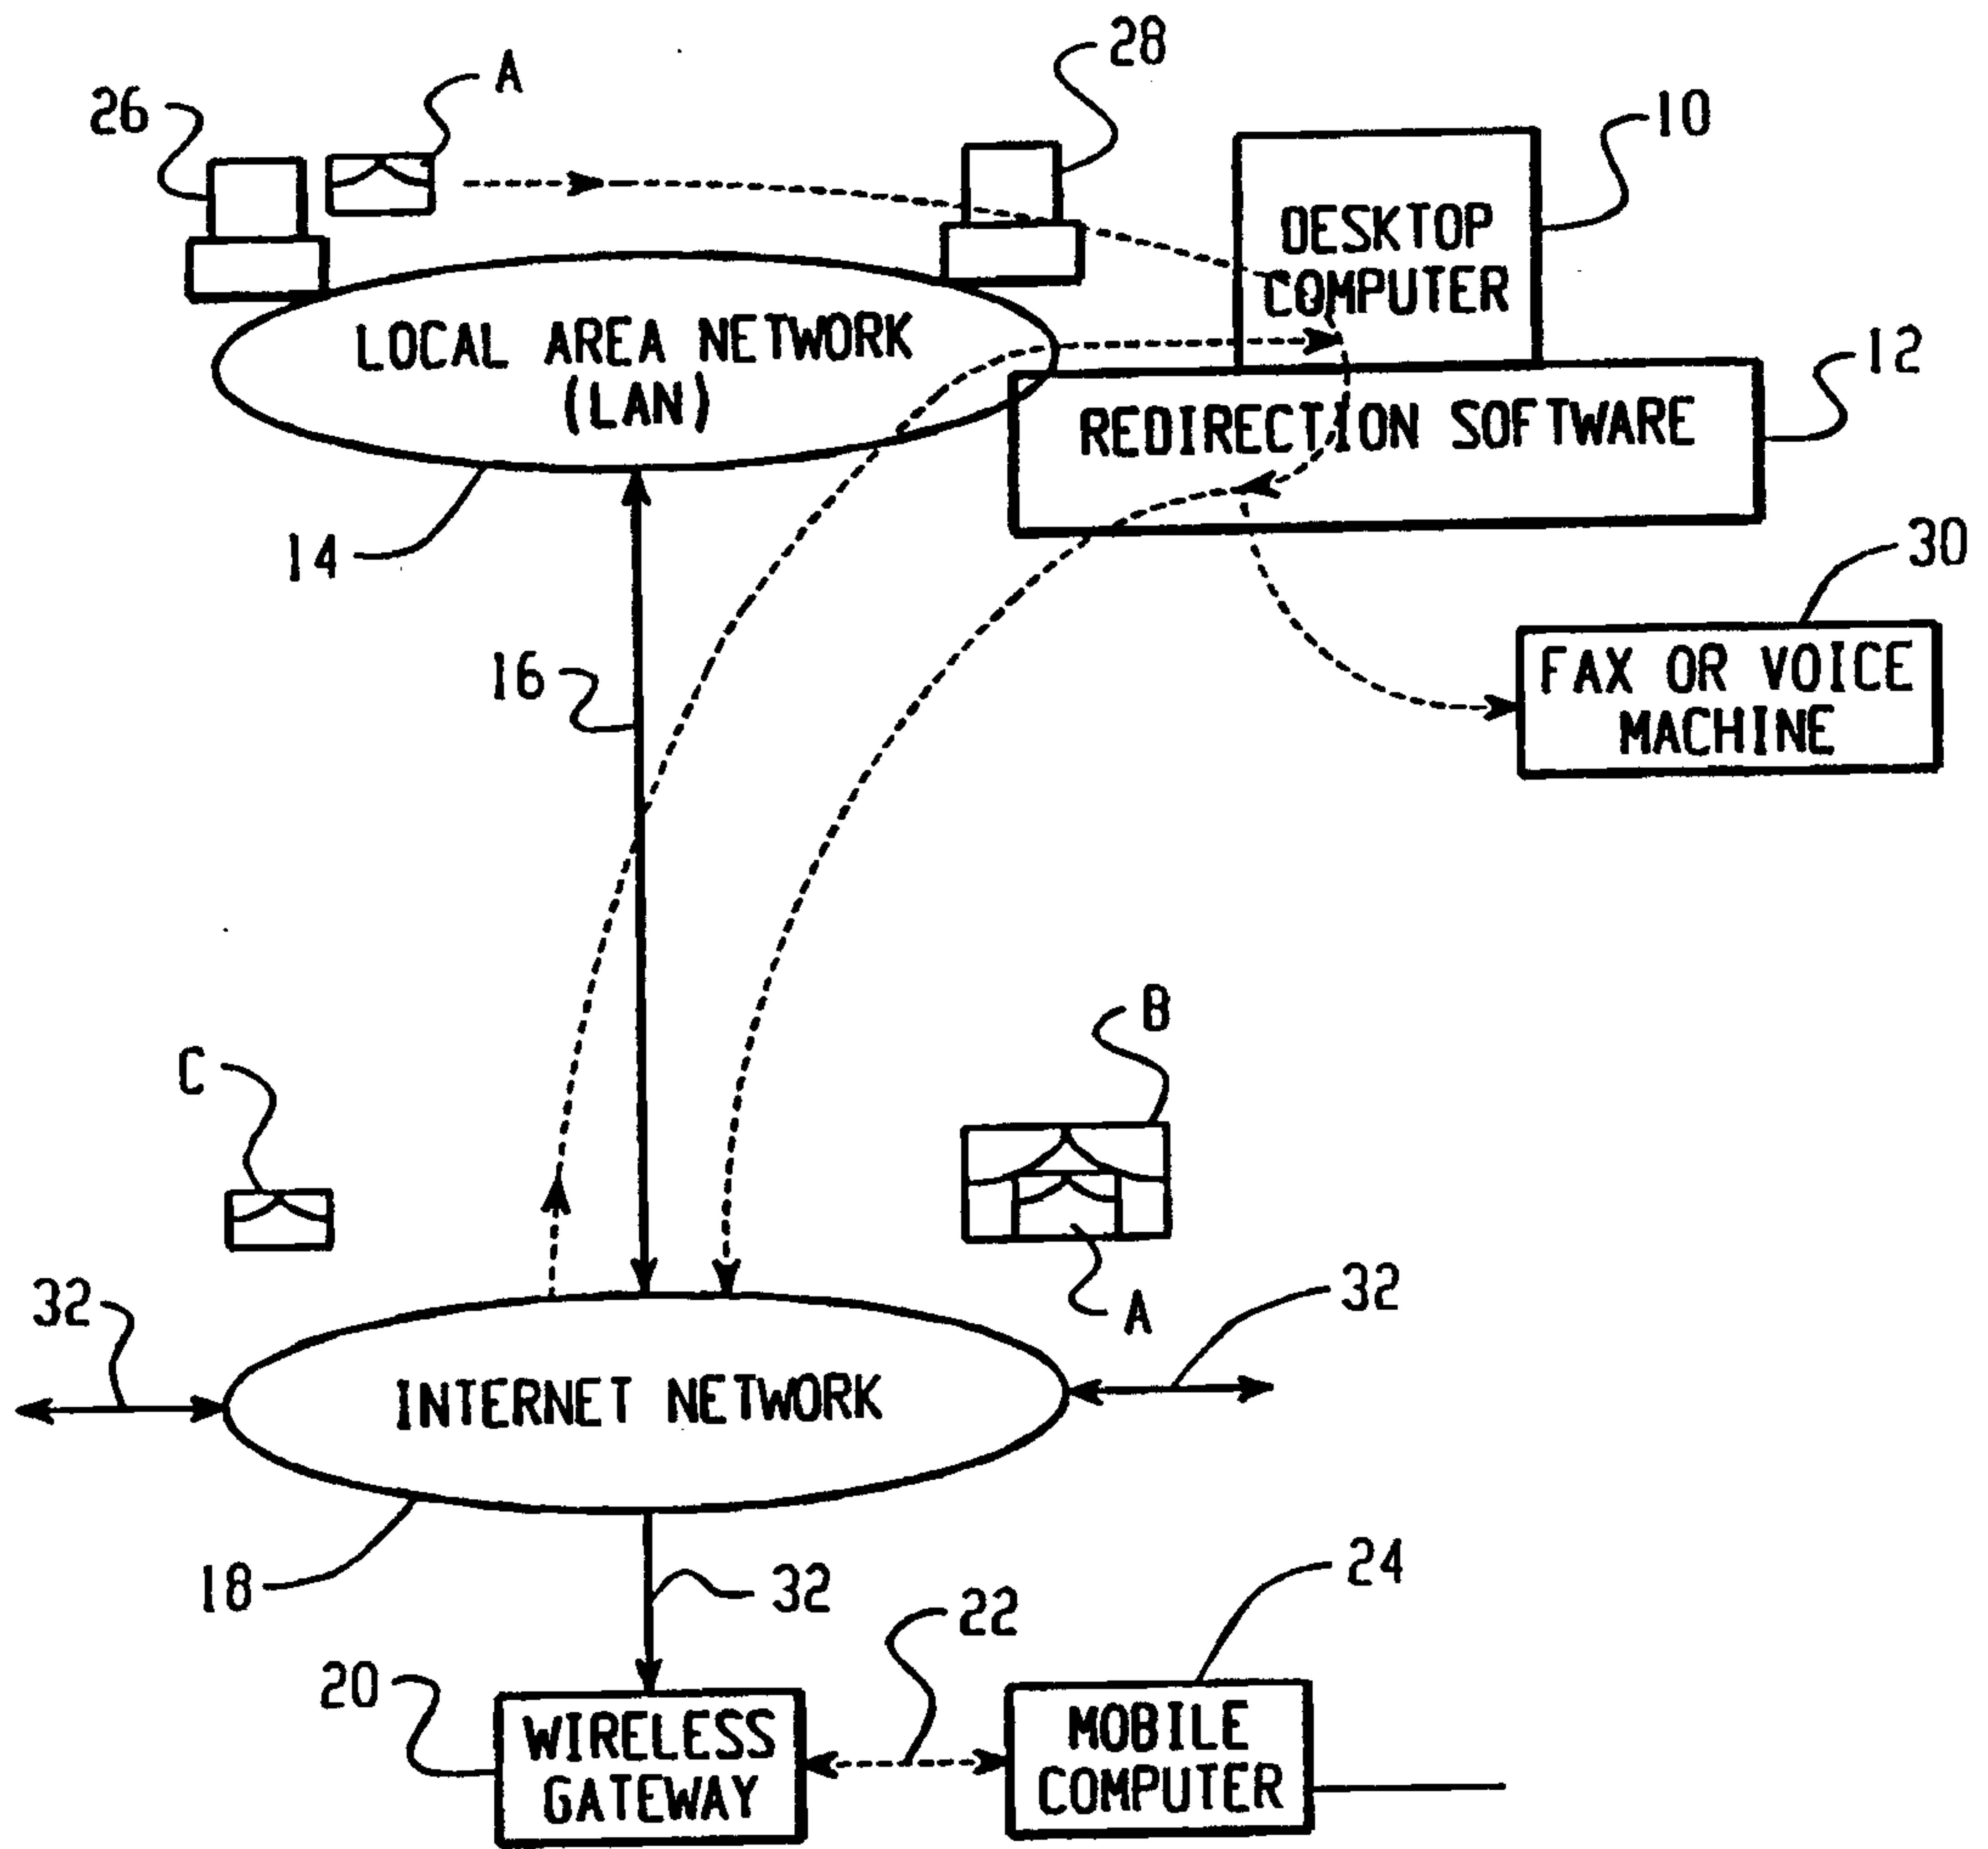 28
A
26
10
DESKTOP
COMPUTER
LOCAL AREA NETWORK
(LAN)
12
REDIRECTION SOFTWARE
14
30
16
FAX OR VOICE
MACHINE
B
C
32
A
32
INTERNET NETWORK
18
32
24
22
20
WIRELESS
GATEWAY
MOBILE
COMPUTER